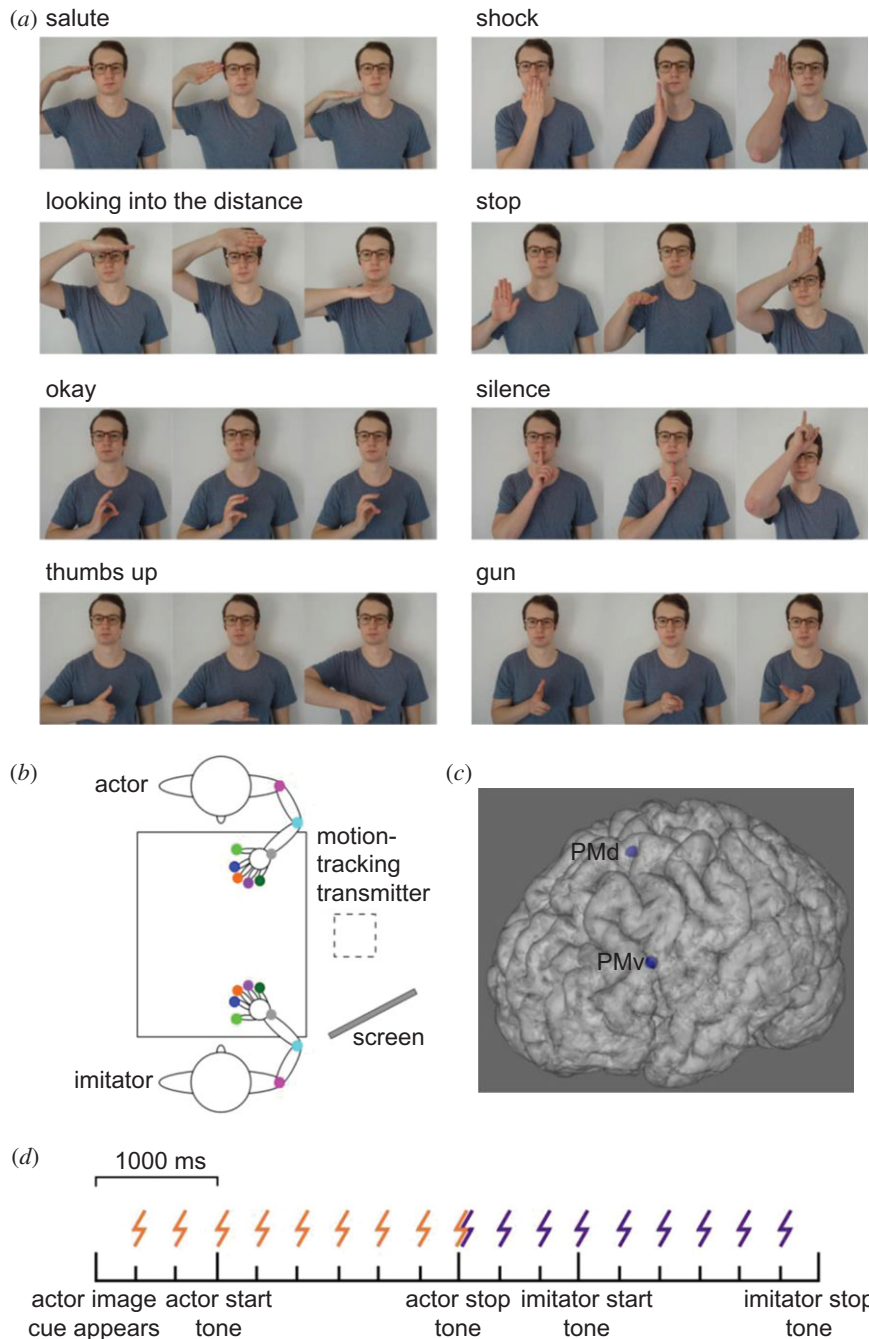 (a) salute
shock
looking into the distance
stop
okay
silence
thumbs up
gun
(b)
actor
motion-
tracking
transmitter
screen
imitator
(c)
PMd
PMv
(d)
1000 ms
actor image
cue appears
actor start
tone
actor stop
tone
imitator start
tone
imitator stop
tone